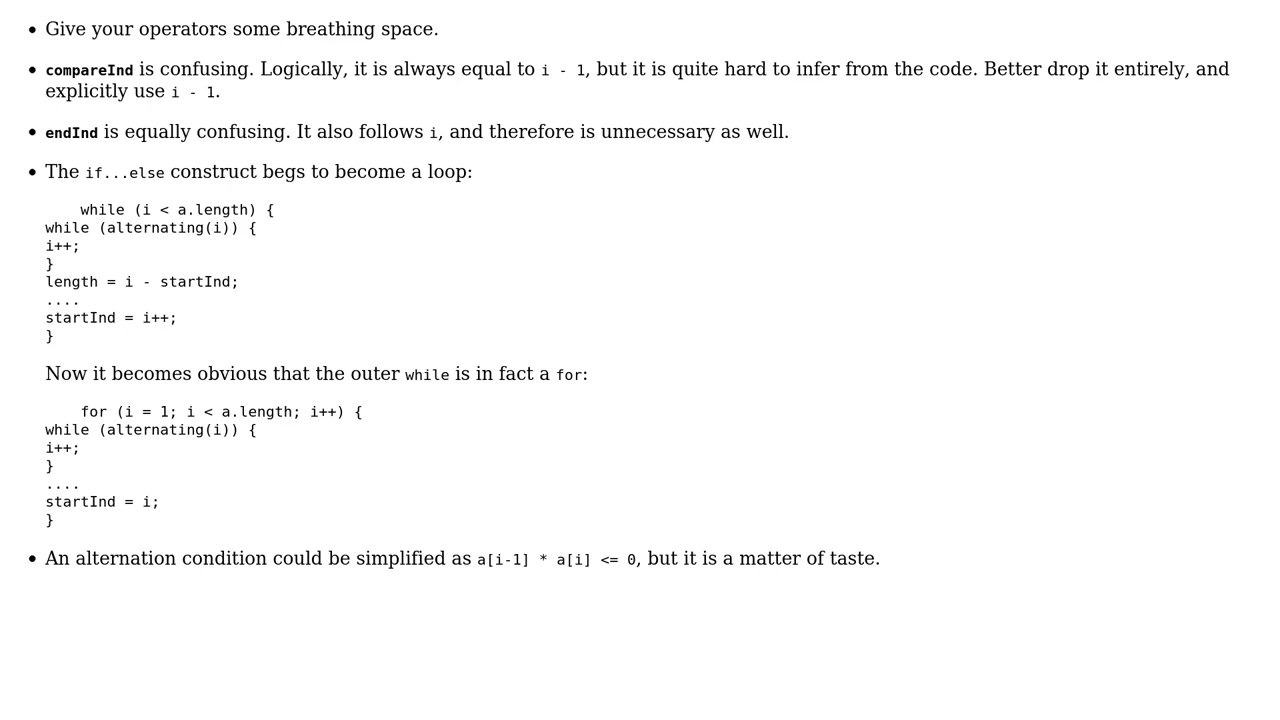 • Give your operators some breathing space.
• compareInd is confusing. Logically, it is always equal to i - 1, but it is quite hard to infer from the code. Better drop it entirely, and
explicitly use i - 1.
• endInd is equally confusing. It also follows i, and therefore is unnecessary as well.
• The if...else construct begs to become a loop:
    while (i < a.length) {
while (alternating(i)) {
i++;
}
length = i - startInd;
....
startInd = i++;
}
Now it becomes obvious that the outer while is in fact a for:
    for (i = 1; i < a.length; i++) {
while (alternating(i)) {
i++;
}
....
startInd = i;
}
• An alternation condition could be simplified as a[i-1] * a[i] <= 0, but it is a matter of taste.